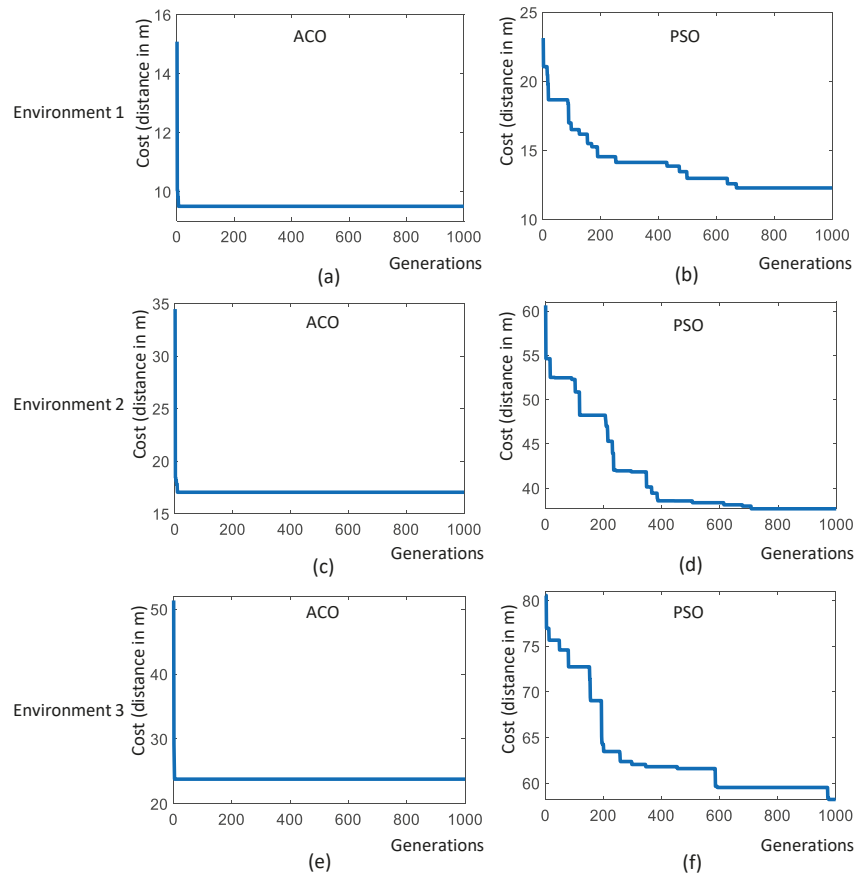 Environment 1
ACO
Cost (distance in m)
16
14
12
10
0 200 400 600 800 1000
Generations
(a)
PSO
Cost (distance in m)
25
20
15
10
0 200 400 600 800 1000
Generations
(b)
Environment 2
ACO
Cost (distance in m)
35
30
25
20
15
0 200 400 600 800 1000
Generations
(c)
PSO
Cost (distance in m)
60
55
50
45
40
0 200 400 600 800 1000
Generations
(d)
Environment 3
ACO
Cost (distance in m)
50
40
30
20
0 200 400 600 800 1000
Generations
(e)
PSO
Cost (distance in m)
80
75
70
65
60
0 200 400 600 800 1000
Generations
(f)